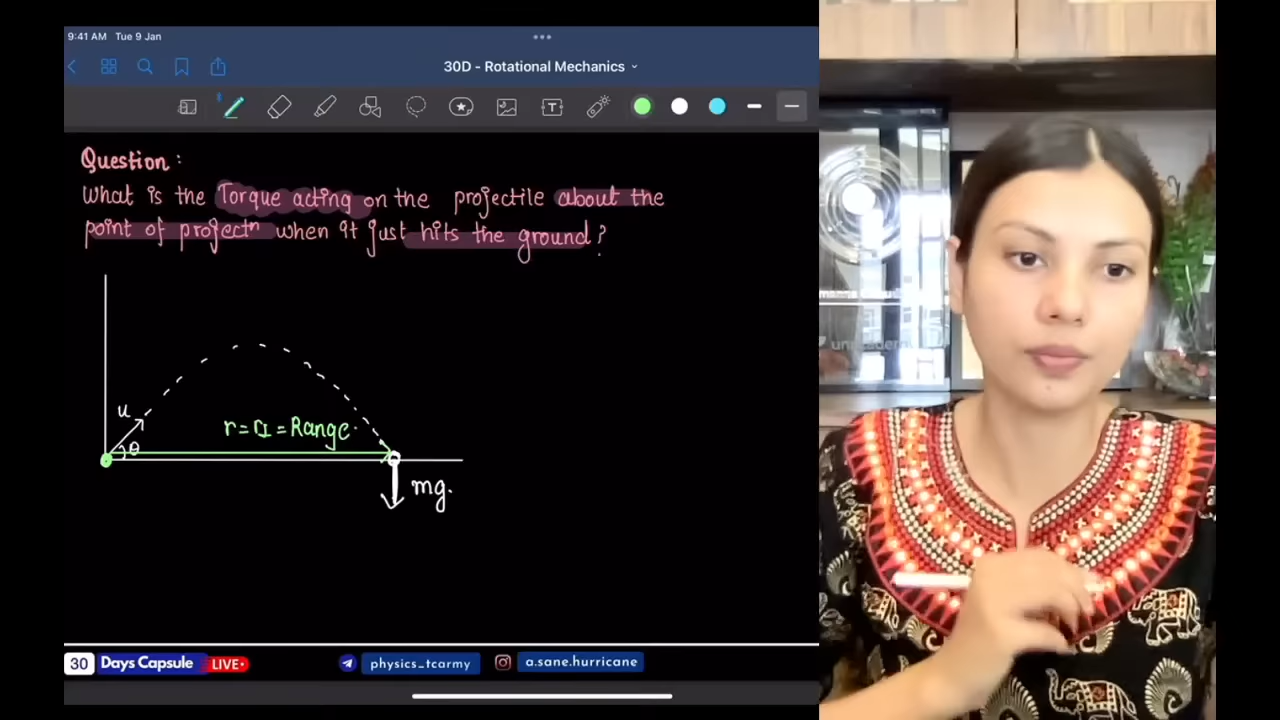 9:41 AM Tue 9 Jan
30D - Rotational Mechanics
Question :
What is the Torque acting on the projectile about the
point of projectⁿ when it just hits the ground ?
u
θ
r = r⊥ = Range.
mg.
30 Days Capsule LIVE
physics_tcarmy
a.sane.hurricane